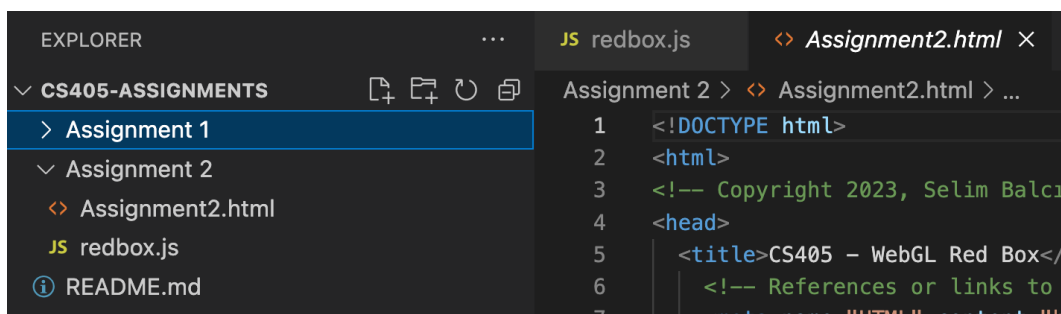 EXPLORER ...
CS405-ASSIGNMENTS
Assignment 1
Assignment 2
<> Assignment2.html
JS redbox.js
README.md
JS redbox.js <> Assignment2.html ×
Assignment 2 > <> Assignment2.html > ...
1 <!DOCTYPE html>
2 <html>
3 <!-- Copyright 2023, Selim
4 <head>
5 <title>CS405 – WebGL Red Box</
6 <!-- References or links to
7